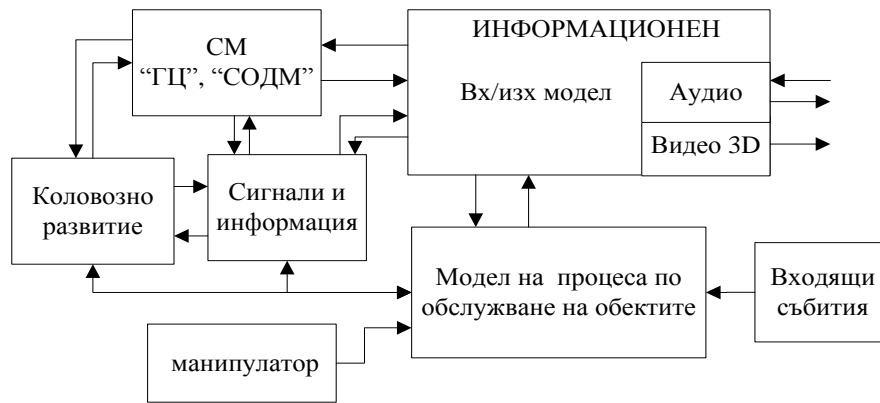 СМ
“ГЦ”, “СОДМ”
ИНФОРМАЦИОНЕН
Вх/изх модел
Аудио
Видео 3D
Коловозно
развитие
Сигнали и
информация
Модел на процеса по
обслужване на обектите
Входящи
събития
манипулатор